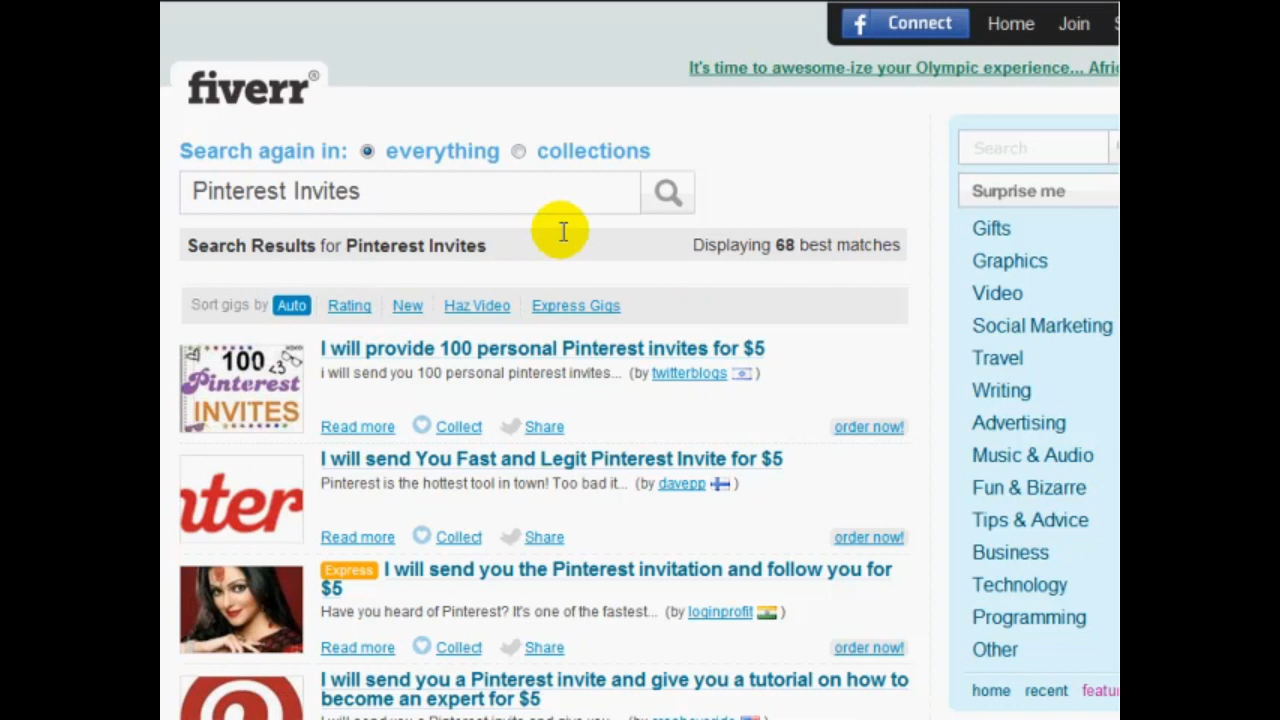 f Connect Home Join
It's time to awesome-ize your Olympic experience...
fiverr®
Search again in: everything collections
Pinterest Invites
Search Results for Pinterest Invites Displaying 68 best matches
Sort gigs by Auto Rating New Haz Video Express Gigs
100
Pinterest
INVITES
I will provide 100 personal Pinterest invites for $5
i will send you 100 personal pinterest invites... (by twitterblogs )
Read more Collect Share order now!
nter
I will send You Fast and Legit Pinterest Invite for $5
Pinterest is the hottest tool in town! Too bad it... (by davepp )
Read more Collect Share order now!
Express I will send you the Pinterest invitation and follow you for
$5
Have you heard of Pinterest? It's one of the fastest... (by loginprofit )
Read more Collect Share order now!
I will send you a Pinterest invite and give you a tutorial on how to
become an expert for $5
Search
Surprise me
Gifts
Graphics
Video
Social Marketing
Travel
Writing
Advertising
Music & Audio
Fun & Bizarre
Tips & Advice
Business
Technology
Programming
Other
home recent featu